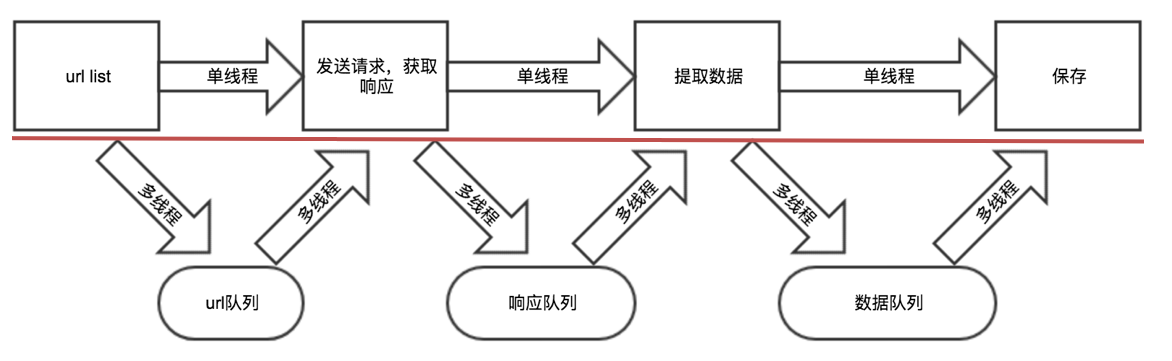 url list
单线程
发送请求，获取
响应
单线程
提取数据
单线程
保存
多线程
多线程
多线程
多线程
多线程
多线程
url队列
响应队列
数据队列